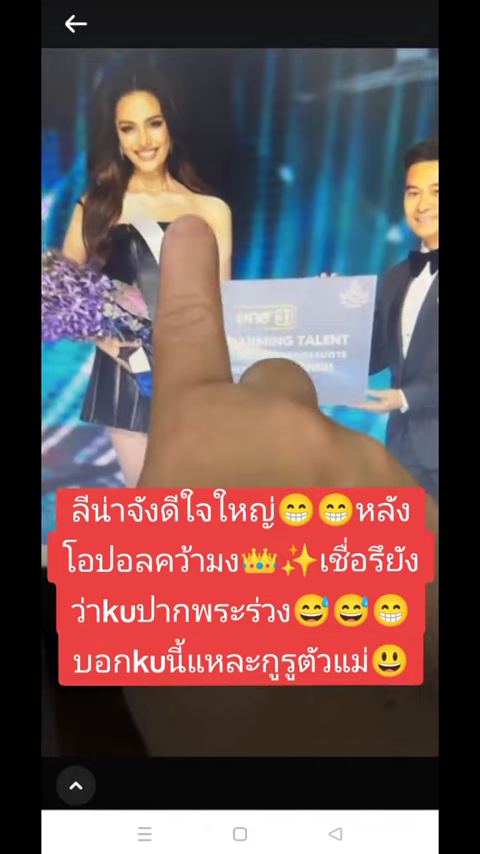 one 31
ARMING TALENT
ลีน่าจังดีใจใหญ่😁😁หลัง
โอปอลคว้ามง👑✨เชื่อรึยัง
ว่าkuปากพระร่วง😅😅😁
บอกkuนี้แหละกูรูตัวแม่😃